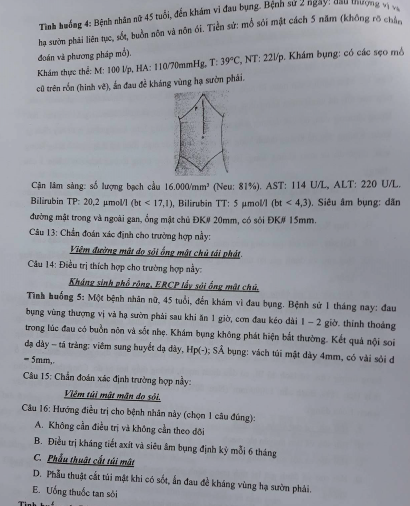 Tình huống 4: Bệnh nhân nữ 45 tuổi, đến khám vì đau bụng. Bệnh sử 2 ngày: đau thượng vị và
hạ sườn phải liên tục, sốt, buồn nôn và nôn ói. Tiền sử: mổ sỏi mật cách 5 năm (không rõ chẩn
đoán và phương pháp mổ).
Khám thực thể: M: 100 l/p, HA: 110/70mmHg, T: 39°C, NT: 22l/p. Khám bụng: có các sẹo mổ
cũ trên rốn (hình vẽ), ấn đau đề kháng vùng hạ sườn phải.
Cận lâm sàng: số lượng bạch cầu 16.000/mm³ (Neu: 81%). AST: 114 U/L, ALT: 220 U/L.
Bilirubin TP: 20,2 µmol/l (bt < 17,1), Bilirubin TT: 5 µmol/l (bt < 4,3). Siêu âm bụng: dãn
đường mật trong và ngoài gan, ống mật chủ ĐK# 20mm, có sỏi ĐK# 15mm.
Câu 13: Chẩn đoán xác định cho trường hợp này:
Viêm đường mật do sỏi ống mật chủ tái phát.
Câu 14: Điều trị thích hợp cho trường hợp này:
Kháng sinh phổ rộng, ERCP lấy sỏi ống mật chủ.
Tình huống 5: Một bệnh nhân nữ, 45 tuổi, đến khám vì đau bụng. Bệnh sử 1 tháng nay: đau
bụng vùng thượng vị và hạ sườn phải sau khi ăn 1 giờ, cơn đau kéo dài 1 – 2 giờ. thỉnh thoảng
trong lúc đau có buồn nôn và sốt nhẹ. Khám bụng không phát hiện bất thường. Kết quả nội soi
dạ dày – tá tràng: viêm sung huyết dạ dày, Hp(-); SÂ bụng: vách túi mật dày 4mm, có vài sỏi d
= 5mm,.
Câu 15: Chẩn đoán xác định trường hợp này:
Viêm túi mật mãn do sỏi.
Câu 16: Hướng điều trị cho bệnh nhân này (chọn 1 câu đúng):
A. Không cần điều trị và không cần theo dõi
B. Điều trị kháng tiết axít và siêu âm bụng định kỳ mỗi 6 tháng
C. Phẫu thuật cắt túi mật
D. Phẫu thuật cắt túi mật khi có sốt, ấn đau đề kháng vùng hạ sườn phải.
E. Uống thuốc tan sỏi